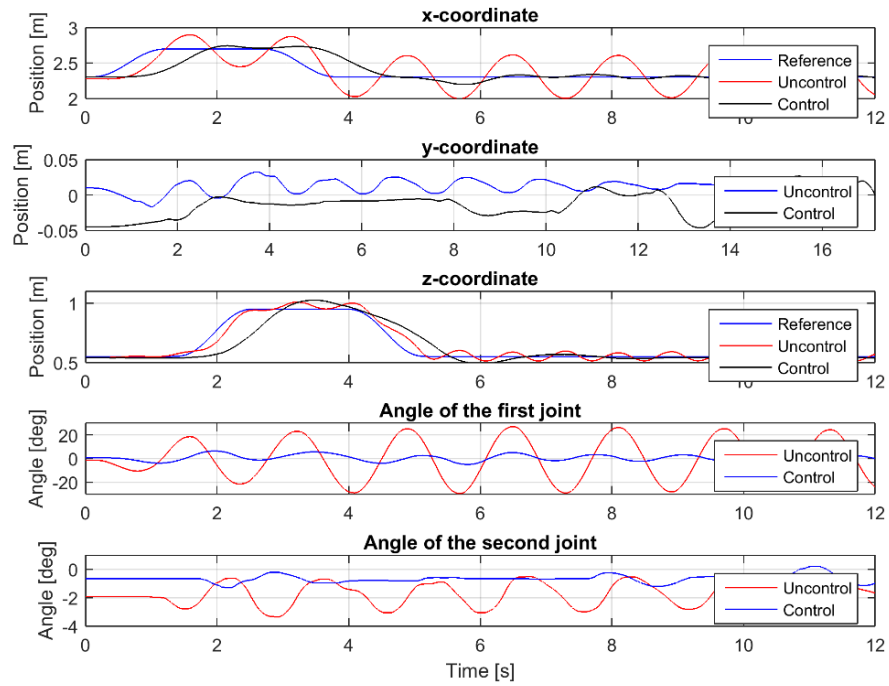 x-coordinate
Position [m]
3
2.5
2
0 2 4 6 8 10 12
Reference
Uncontrol
Control
y-coordinate
Position [m]
0.05
0
-0.05
0 2 4 6 8 10 12 14 16
Uncontrol
Control
z-coordinate
Position [m]
1
0.5
0 2 4 6 8 10 12
Reference
Uncontrol
Control
Angle of the first joint
Angle [deg]
20
0
-20
0 2 4 6 8 10 12
Uncontrol
Control
Angle of the second joint
Angle [deg]
0
-2
-4
0 2 4 6 8 10 12
Uncontrol
Control
Time [s]